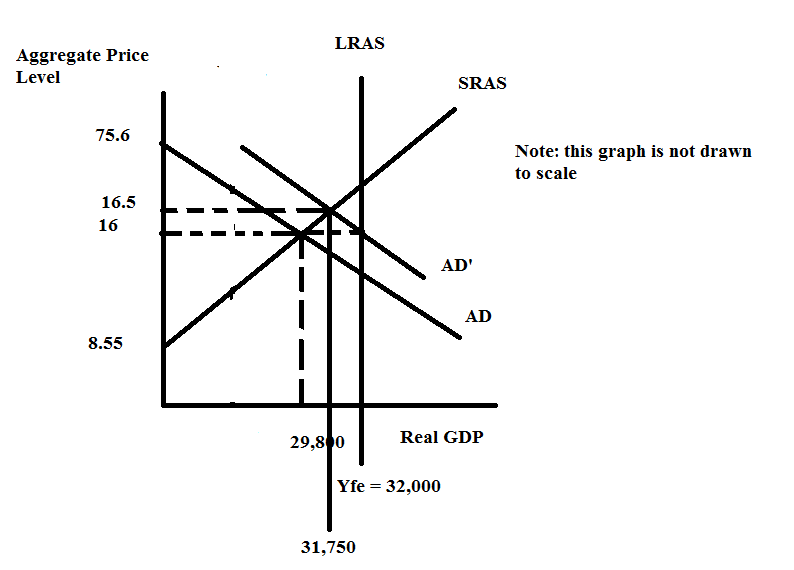 LRAS
Aggregate Price
Level
SRAS
75.6
Note: this graph is not drawn
to scale
16.5
16
AD'
AD
8.55
29,800
Real GDP
Yfe = 32,000
31,750